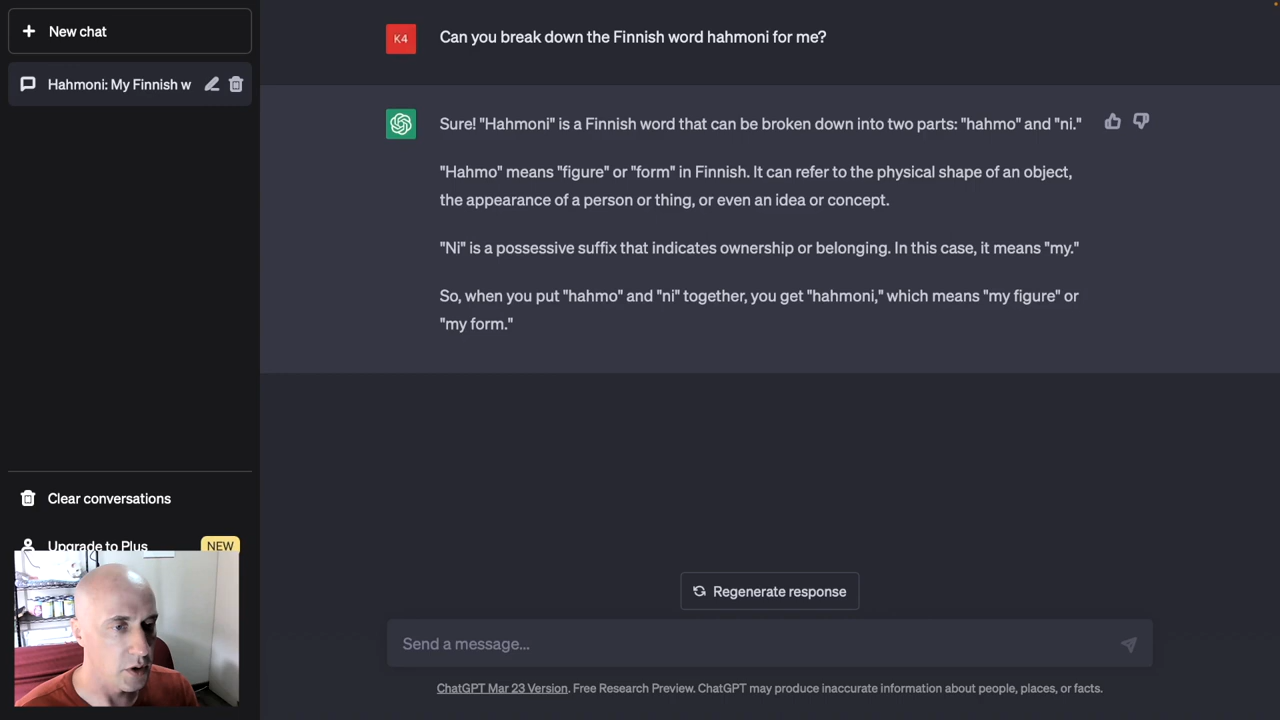 New chat
Hahmoni: My Finnish w
Clear conversations
Upgrade to Plus
NEW
K4
Can you break down the Finnish word hahmoni for me?
Sure! "Hahmoni" is a Finnish word that can be broken down into two parts: "hahmo" and "ni."
"Hahmo" means "figure" or "form" in Finnish. It can refer to the physical shape of an object,
the appearance of a person or thing, or even an idea or concept.
"Ni" is a possessive suffix that indicates ownership or belonging. In this case, it means "my."
So, when you put "hahmo" and "ni" together, you get "hahmoni," which means "my figure" or
"my form."
Regenerate response
Send a message...
ChatGPT Mar 23 Version. Free Research Preview. ChatGPT may produce inaccurate information about people, places, or facts.